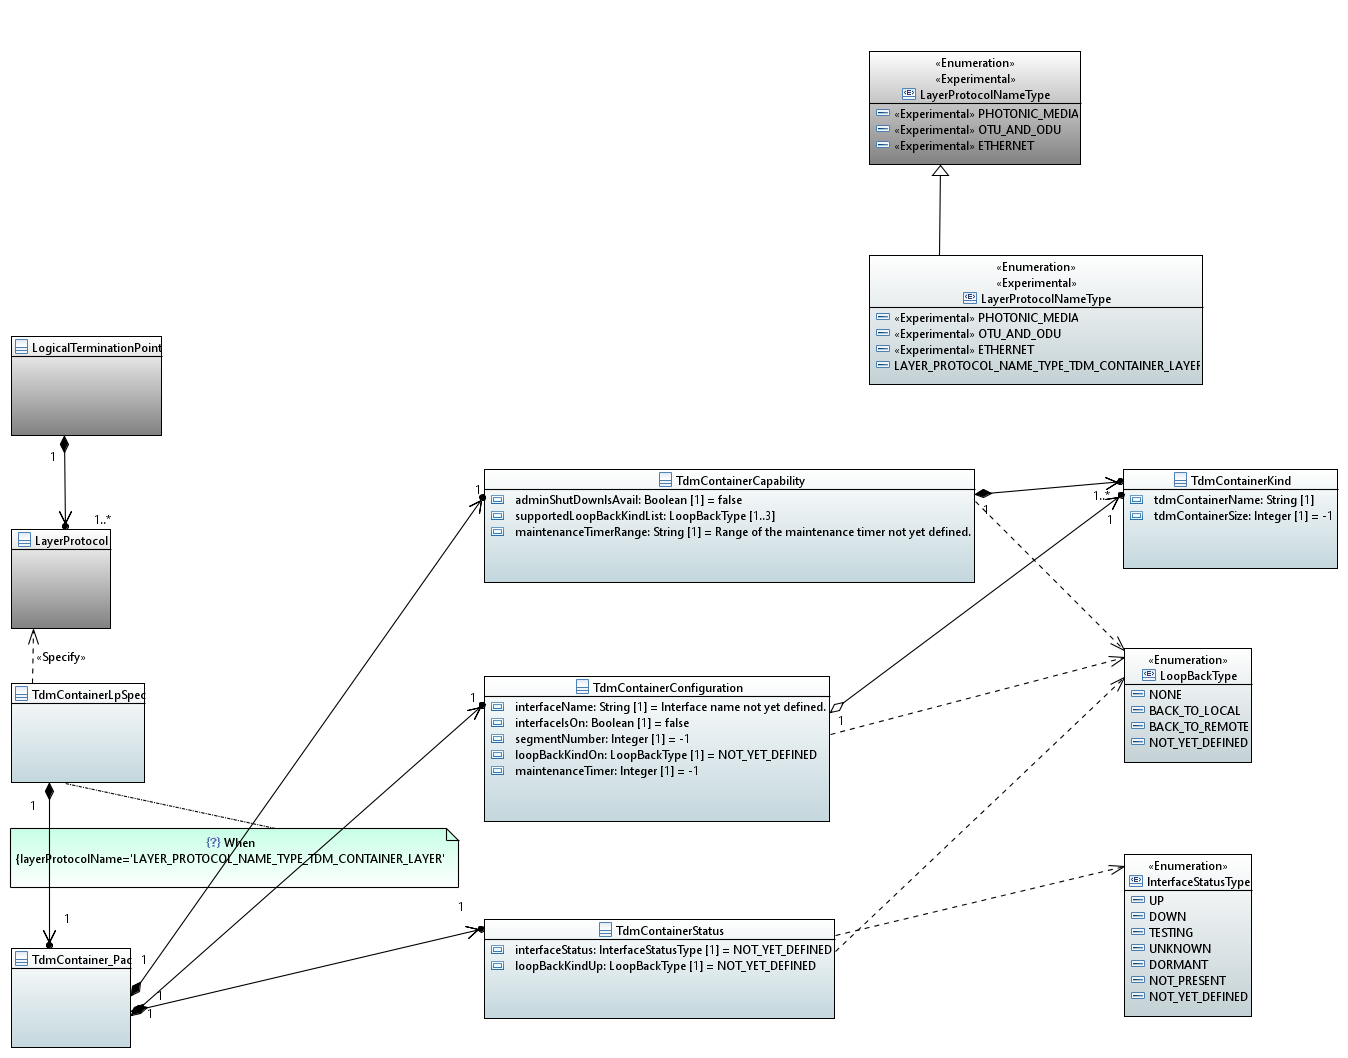 «Enumeration»
«Experimental»
LayerProtocolNameType
«Experimental» PHOTONIC_MEDIA
«Experimental» OTU_AND_ODU
«Experimental» ETHERNET
«Enumeration»
«Experimental»
LayerProtocolNameType
«Experimental» PHOTONIC_MEDIA
«Experimental» OTU_AND_ODU
«Experimental» ETHERNET
LAYER_PROTOCOL_NAME_TYPE_TDM_CONTAINER_LAYER
LogicalTerminationPoint
1
1..*
LayerProtocol
«Specify»
TdmContainerLpSpec
1
{?} When
{layerProtocolName='LAYER_PROTOCOL_NAME_TYPE_TDM_CONTAINER_LAYER'
1
TdmContainer_Pac
1
1
1
1
TdmContainerCapability
adminShutDownIsAvail: Boolean [1] = false
supportedLoopBackKindList: LoopBackType [1..3]
maintenanceTimerRange: String [1] = Range of the maintenance timer not yet defined.
1
1..*
1
TdmContainerKind
tdmContainerName: String [1]
tdmContainerSize: Integer [1] = -1
1
TdmContainerConfiguration
interfaceName: String [1] = Interface name not yet defined.
interfaceIsOn: Boolean [1] = false
segmentNumber: Integer [1] = -1
loopBackKindOn: LoopBackType [1] = NOT_YET_DEFINED
maintenanceTimer: Integer [1] = -1
1
«Enumeration»
LoopBackType
NONE
BACK_TO_LOCAL
BACK_TO_REMOTE
NOT_YET_DEFINED
1
TdmContainerStatus
interfaceStatus: InterfaceStatusType [1] = NOT_YET_DEFINED
loopBackKindUp: LoopBackType [1] = NOT_YET_DEFINED
«Enumeration»
InterfaceStatusType
UP
DOWN
TESTING
UNKNOWN
DORMANT
NOT_PRESENT
NOT_YET_DEFINED